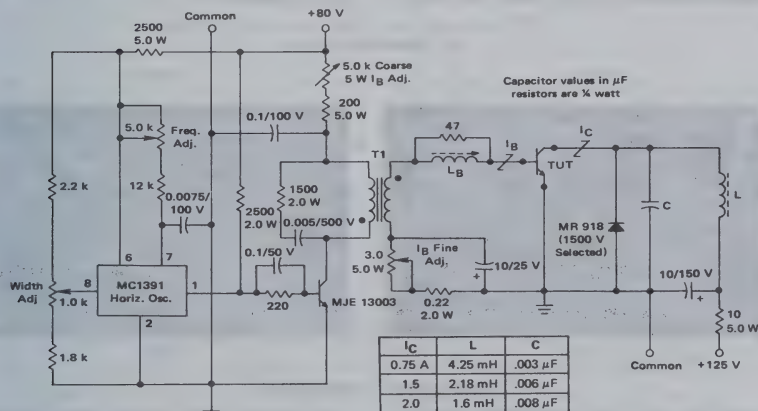 Common
+80 V
2500
5.0 W
5.0 k Coarse
5 W I_B Adj.
200
5.0 W
Capacitor values in μF
resistors are ¼ watt
0.1/100 V
5.0 k
Freq.
Adj.
47
I_B
I_C
T1
L_B
TUT
12 k
0.0075/
100 V
2.2 k
1500
2.0 W
2500
2.0 W
0.005/500 V
C
L
MR 918
(1500 V
Selected)
0.1/50 V
3.0
5.0 W
I_B Fine
Adj.
10/25 V
6
7
Width
Adj
8
MC1391
Horiz. Osc.
1
1.0 k
220
MJE 13003
0.22
2.0 W
10/150 V
2
10
5.0 W
1.8 k
I_C L C
0.75 A 4.25 mH .003 μF
1.5 2.18 mH .006 μF
2.0 1.6 mH .008 μF
Common
+125 V